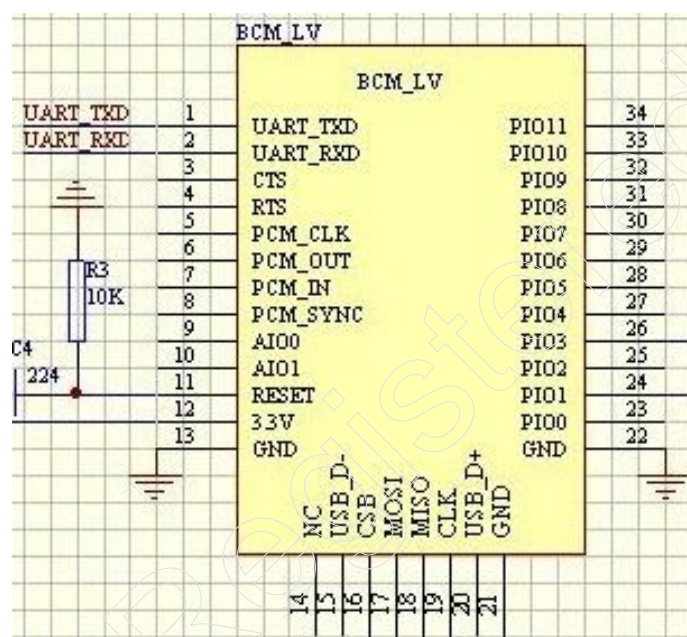 BCM_LV
BCM_LV
UART_TXD 1 UART_TXD PIO11 34
UART_RXD 2 UART_RXD PIO10 33
3 CTS PIO9 32
4 RTS PIO8 31
5 PCM_CLK PIO7 30
6 PCM_OUT PIO6 29
R3 7 PCM_IN PIO5 28
10K 8 PCM_SYNC PIO4 27
9 AIO0 PIO3 26
C4 10 AIO1 PIO2 25
224 11 RESET PIO1 24
12 3.3V PIO0 23
13 GND GND 22
NC USB_D- CSB MOSI MISO CLK USB_D+ GND
14 15 16 17 18 19 20 21
Registered